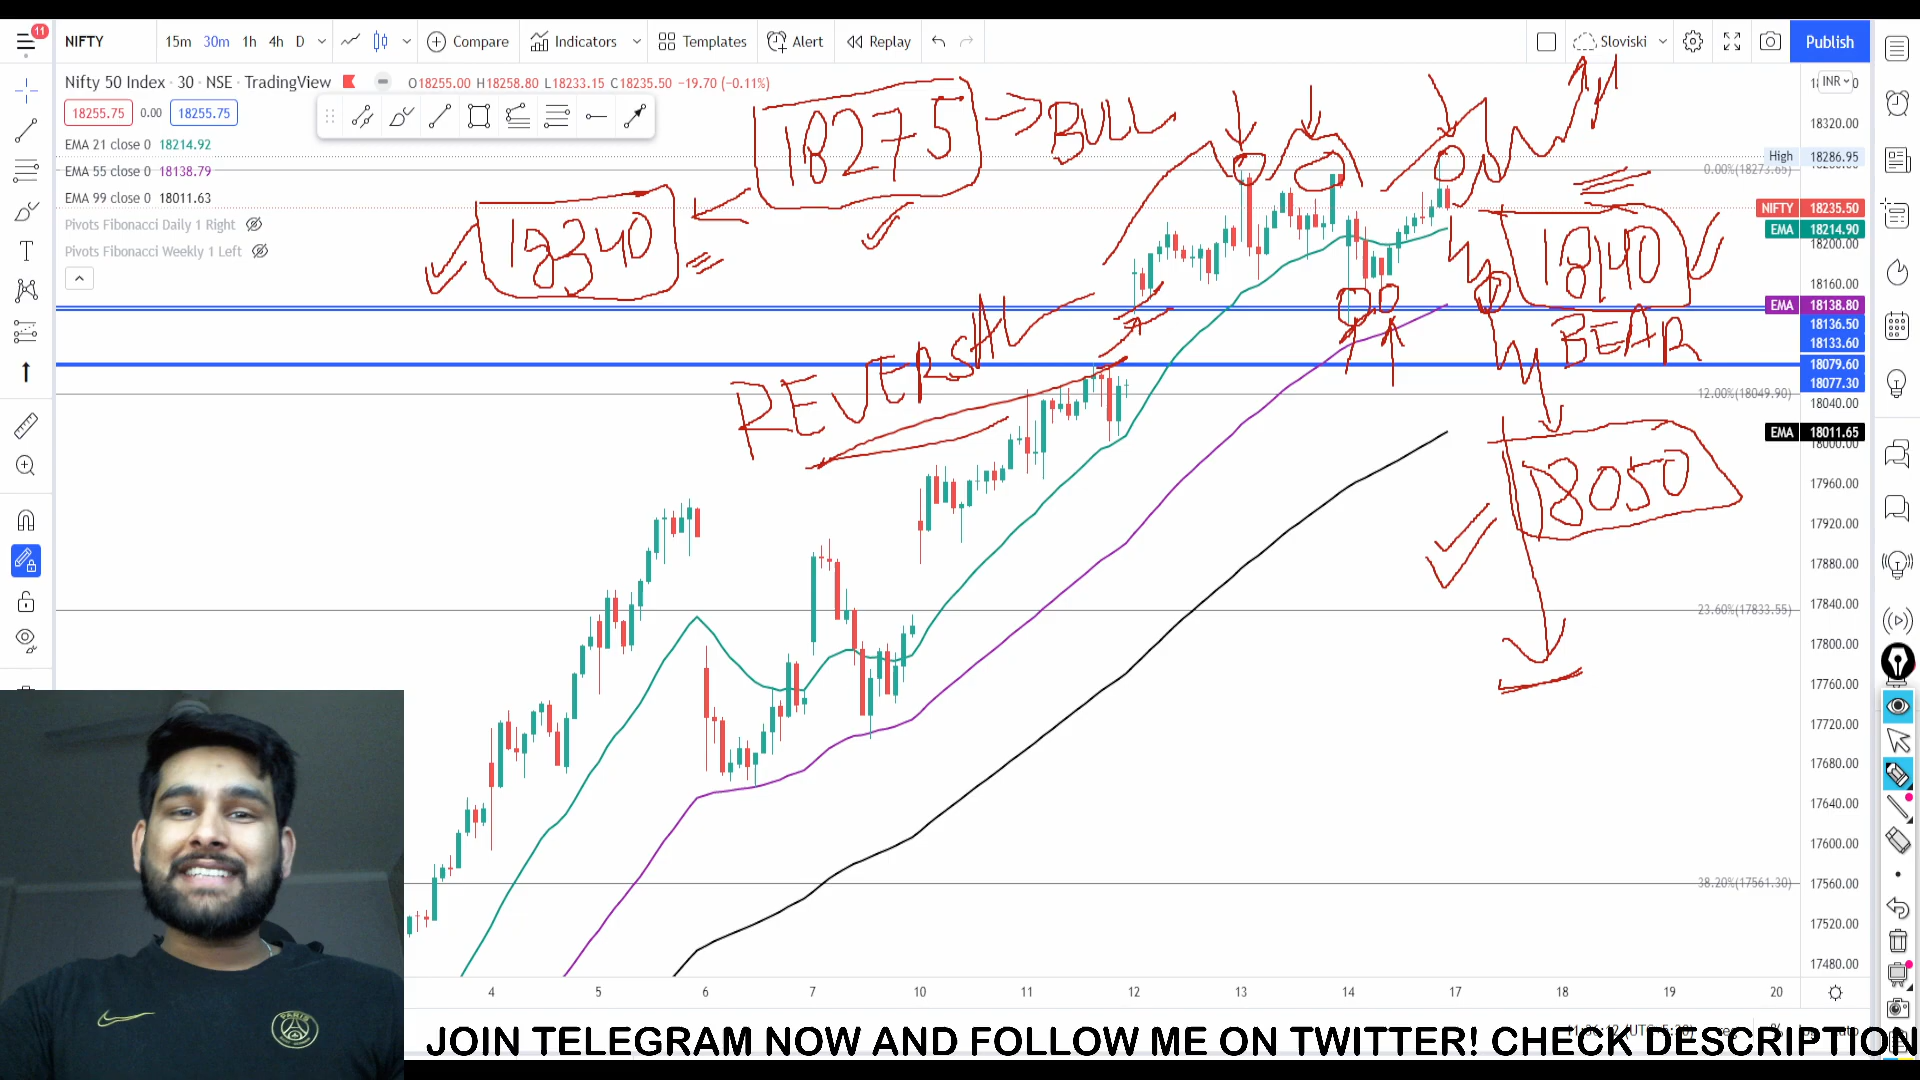 11
NIFTY
15m 30m 1h 4h D
Compare
Indicators
Templates
Alert
Replay
Sloviski
Publish
Nifty 50 Index · 30 · NSE · TradingView
O18255.00 H18258.80 L18233.15 C18235.50 −19.70 (−0.11%)
INR
18255.75 0.00 18255.75
EMA 21 close 0 18214.92
EMA 55 close 0 18138.79
EMA 99 close 0 18011.63
Pivots Fibonacci Daily 1 Right
Pivots Fibonacci Weekly 1 Left
18275
BULL
18340
18140
BEAR
REVERSAL
18050
18320.00
High 18286.95
0.00%(18273.65)
NIFTY 18235.50
EMA 18214.90
18200.00
18160.00
EMA 18138.80
18136.50
18133.60
18079.60
18077.30
12.00%(18049.90)
18040.00
EMA 18011.65
18000.00
17960.00
17920.00
17880.00
17840.00
23.60%(17833.55)
17800.00
17760.00
17720.00
17680.00
17640.00
17600.00
17560.00
38.20%(17561.30)
17520.00
17480.00
4 5 6 7 10 11 12 13 14 17 18 19 20
PARIS
JOIN TELEGRAM NOW AND FOLLOW ME ON TWITTER! CHECK DESCRIPTION